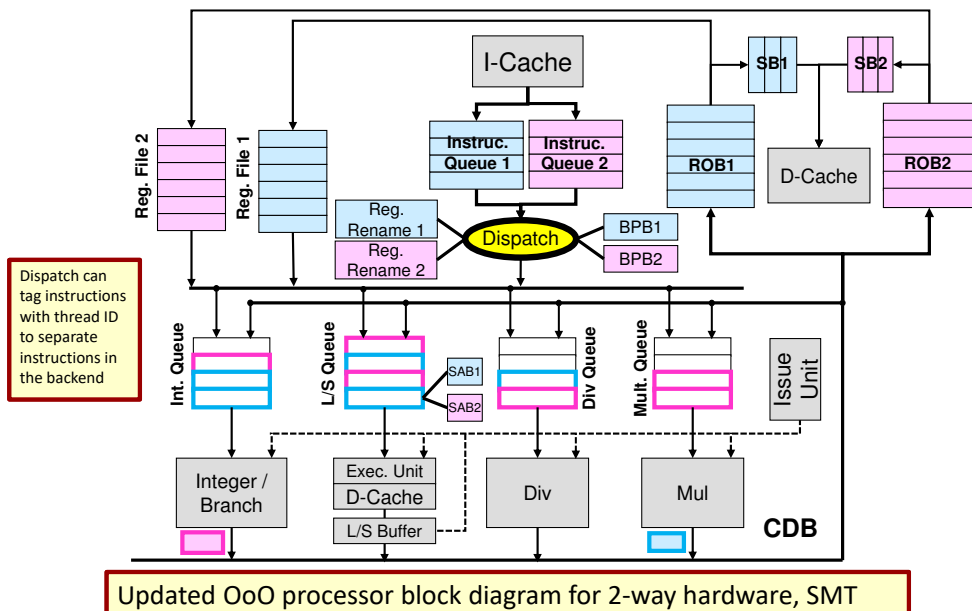 I-Cache
SB1
SB2
Reg. File 2
Reg. File 1
Instruc.
Queue 1
Instruc.
Queue 2
ROB1
D-Cache
ROB2
Reg.
Rename 1
Reg.
Rename 2
Dispatch
BPB1
BPB2
Dispatch can
tag instructions
with thread ID
to separate
instructions in
the backend
Int. Queue
L/S Queue
SAB1
SAB2
Div Queue
Mult. Queue
Issue
Unit
Integer /
Branch
Exec. Unit
D-Cache
L/S Buffer
Div
Mul
CDB
Updated OoO processor block diagram for 2-way hardware, SMT